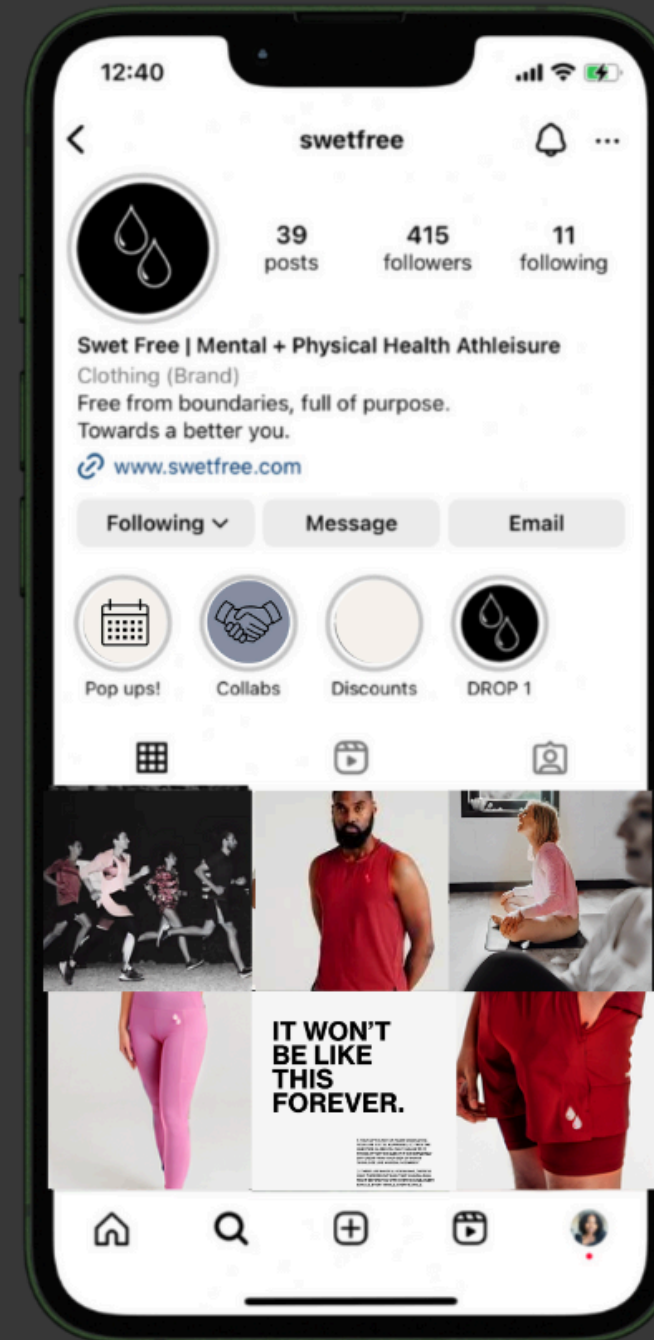 12:40
swetfree
39
415
11
posts
followers
following
Swet Free | Mental + Physical Health Athleisure
Clothing (Brand)
Free from boundaries, full of purpose.
Towards a better you.
www.swetfree.com
Following
Message
Email
Pop ups!
Collabs
Discounts
DROP 1
IT WON'T
BE LIKE
THIS
FOREVER.